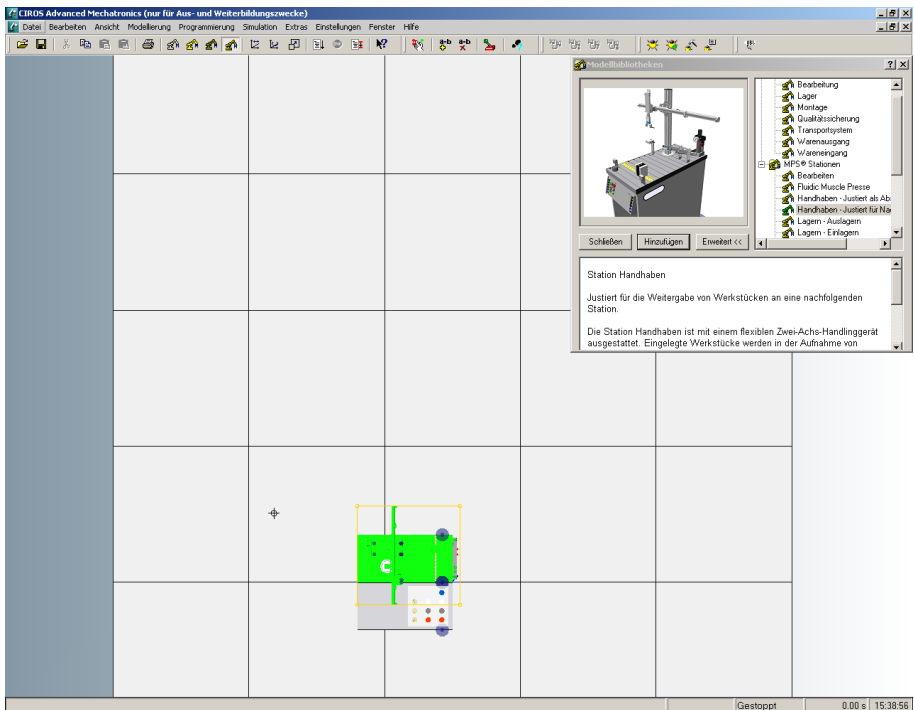 CIROS Advanced Mechatronics (nur für Aus- und Weiterbildungszwecke)
Datei Bearbeiten Ansicht Modellierung Programmierung Simulation Extras Einstellungen Fenster Hilfe
Modellbibliotheken
Bearbeitung
Lager
Montage
Qualitätssicherung
Transportsystem
Warenausgang
Wareneingang
MPS® Stationen
Bearbeiten
Fluidic Muscle Presse
Handhaben - Justiert als Ab
Handhaben - Justiert für Na
Lagern - Auslagern
Lagern - Einlagern
Schließen Hinzufügen Erweitert <<
Station Handhaben
Justiert für die Weitergabe von Werkstücken an eine nachfolgenden
Station.
Die Station Handhaben ist mit einem flexiblen Zwei-Achs-Handlinggerät
ausgestattet. Eingelegte Werkstücke werden in der Aufnahme von
Gestoppt 0.00 s 15:38:56